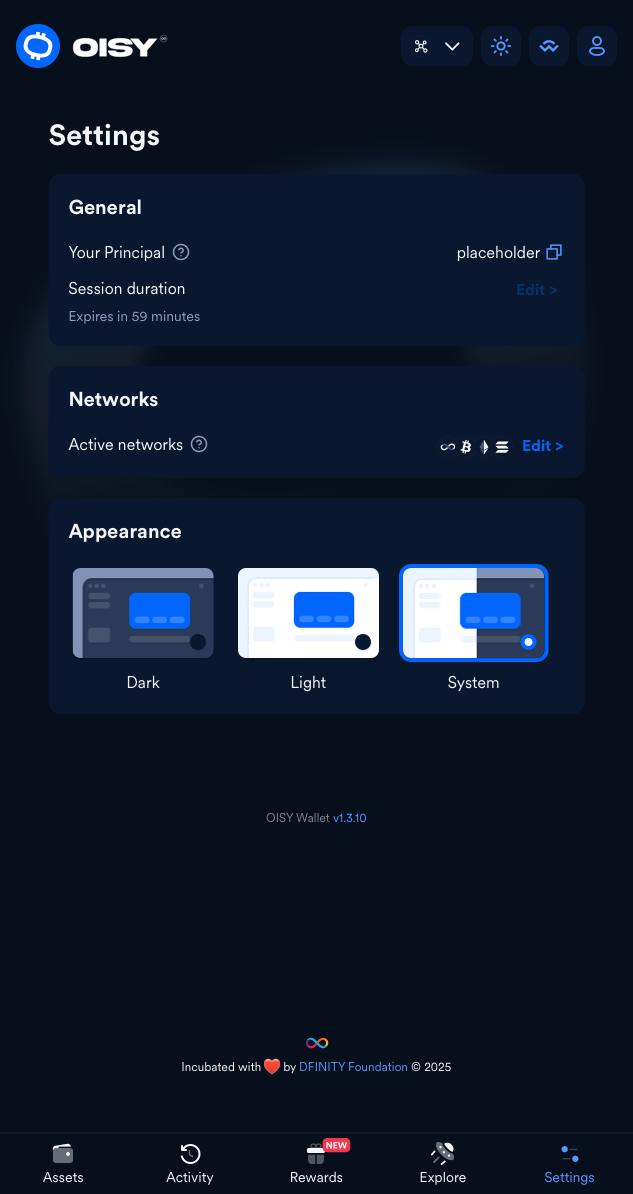 OISY
Settings
General
Your Principal
placeholder
Session duration
Edit >
Expires in 59 minutes
Networks
Active networks
Edit >
Appearance
Dark
Light
System
OISY Wallet v1.3.10
Incubated with ❤️ by DFINITY Foundation © 2025
NEW
Assets
Activity
Rewards
Explore
Settings